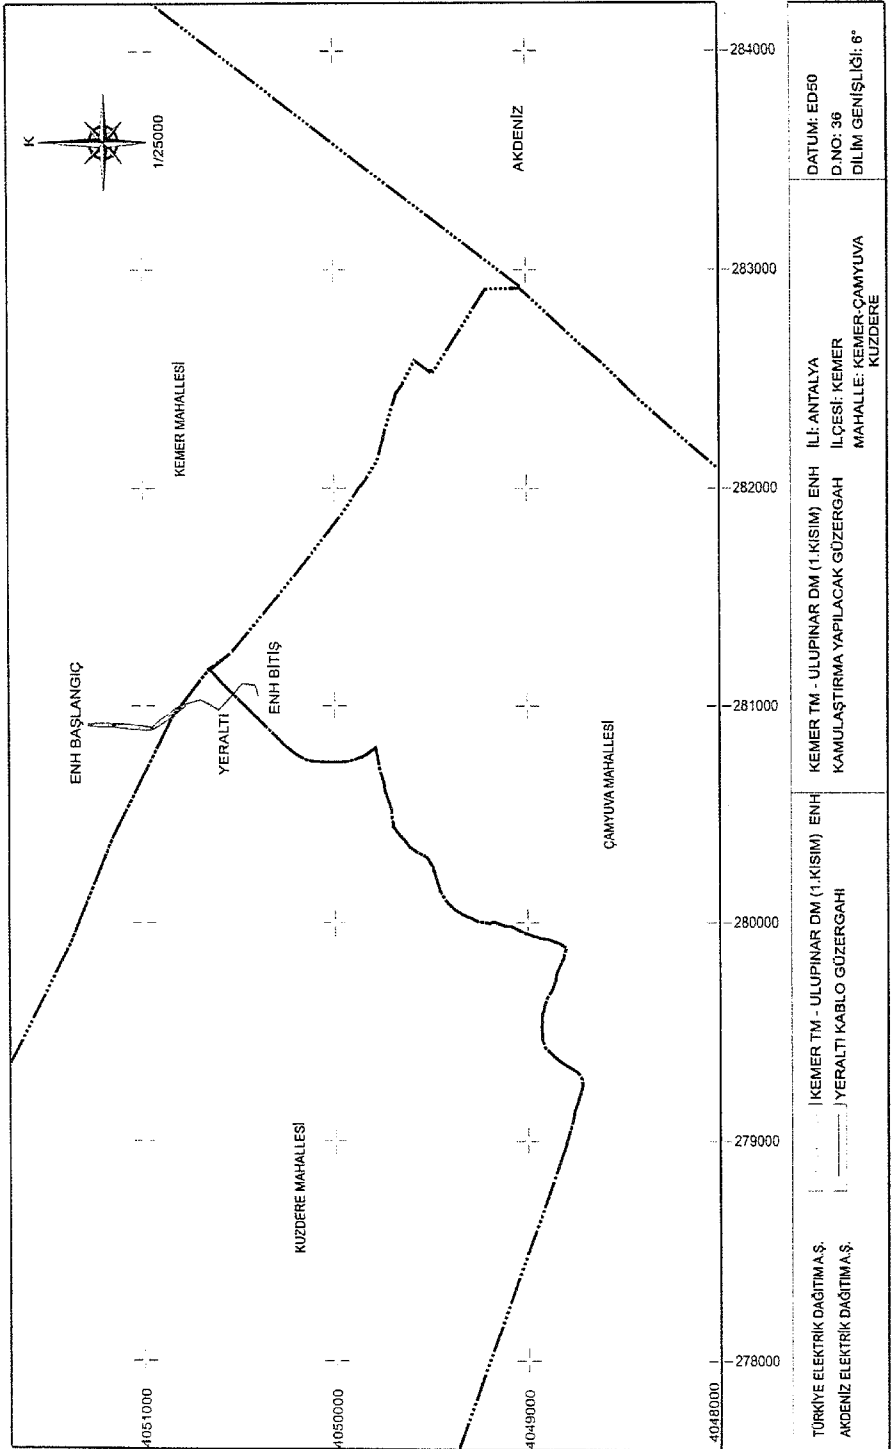 K
1/25000
AKDENİZ
KEMER MAHALLESİ
ENH BAŞLANGIÇ
YERALTI
ENH BİTİŞ
ÇAMYUVA MAHALLESİ
KUZDERE MAHALLESİ
4051000
4050000
4049000
4048000
278000
279000
280000
281000
282000
283000
284000
TÜRKİYE ELEKTRİK DAĞITIM A.Ş.
AKDENİZ ELEKTRİK DAĞITIM A.Ş.
KEMER TM - ULUPINAR DM (1.KISIM) ENH
YERALTI KABLO GÜZERGAHI
KEMER TM - ULUPINAR DM (1.KISIM) ENH
KAMULAŞTIRMA YAPILACAK GÜZERGAH
İLİ: ANTALYA
İLÇESİ: KEMER
MAHALLE: KEMER-ÇAMYUVA
KUZDERE
DATUM: ED50
D.NO: 36
DİLİM GENİŞLİĞİ: 6°